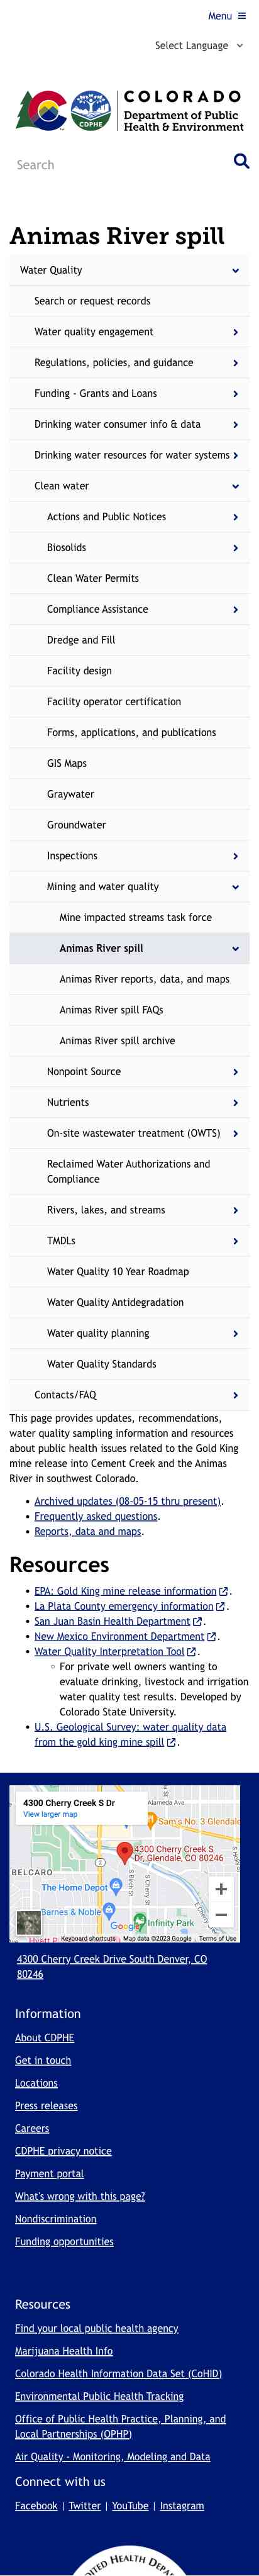 Menu
Select Language
COLORADO
Department of Public
Health & Environment
CDPHE
Search
Animas River spill
Water Quality
Search or request records
Water quality engagement
Regulations, policies, and guidance
Funding - Grants and Loans
Drinking water consumer info & data
Drinking water resources for water systems
Clean water
Actions and Public Notices
Biosolids
Clean Water Permits
Compliance Assistance
Dredge and Fill
Facility design
Facility operator certification
Forms, applications, and publications
GIS Maps
Graywater
Groundwater
Inspections
Mining and water quality
Mine impacted streams task force
Animas River spill
Animas River reports, data, and maps
Animas River spill FAQs
Animas River spill archive
Nonpoint Source
Nutrients
On-site wastewater treatment (OWTS)
Reclaimed Water Authorizations and
Compliance
Rivers, lakes, and streams
TMDLs
Water Quality 10 Year Roadmap
Water Quality Antidegradation
Water quality planning
Water Quality Standards
Contacts/FAQ
This page provides updates, recommendations,
water quality sampling information and resources
about public health issues related to the Gold King
mine release into Cement Creek and the Animas
River in southwest Colorado.
• Archived updates (08-05-15 thru present).
• Frequently asked questions.
• Reports, data and maps.
Resources
• EPA: Gold King mine release information.
• La Plata County emergency information.
• San Juan Basin Health Department.
• New Mexico Environment Department.
• Water Quality Interpretation Tool.
For private well owners wanting to
evaluate drinking, livestock and irrigation
water quality test results. Developed by
Colorado State University.
• U.S. Geological Survey: water quality data
from the gold king mine spill.
4300 Cherry Creek S Dr
View larger map
Alameda Ave
Sam's No. 3 Glendale
4300 Cherry Creek S
Dr, Glendale, CO 80246
BELCARO
S Cherry St
The Home Depot
Barnes & Noble
Google
Infinity Park
Keyboard shortcuts
Map data ©2023 Google
Terms of Use
4300 Cherry Creek Drive South Denver, CO
80246
Information
About CDPHE
Get in touch
Locations
Press releases
Careers
CDPHE privacy notice
Payment portal
What's wrong with this page?
Nondiscrimination
Funding opportunities
Resources
Find your local public health agency
Marijuana Health Info
Colorado Health Information Data Set (CoHID)
Environmental Public Health Tracking
Office of Public Health Practice, Planning, and
Local Partnerships (OPHP)
Air Quality - Monitoring, Modeling and Data
Connect with us
Facebook | Twitter | YouTube | Instagram
HEALTH